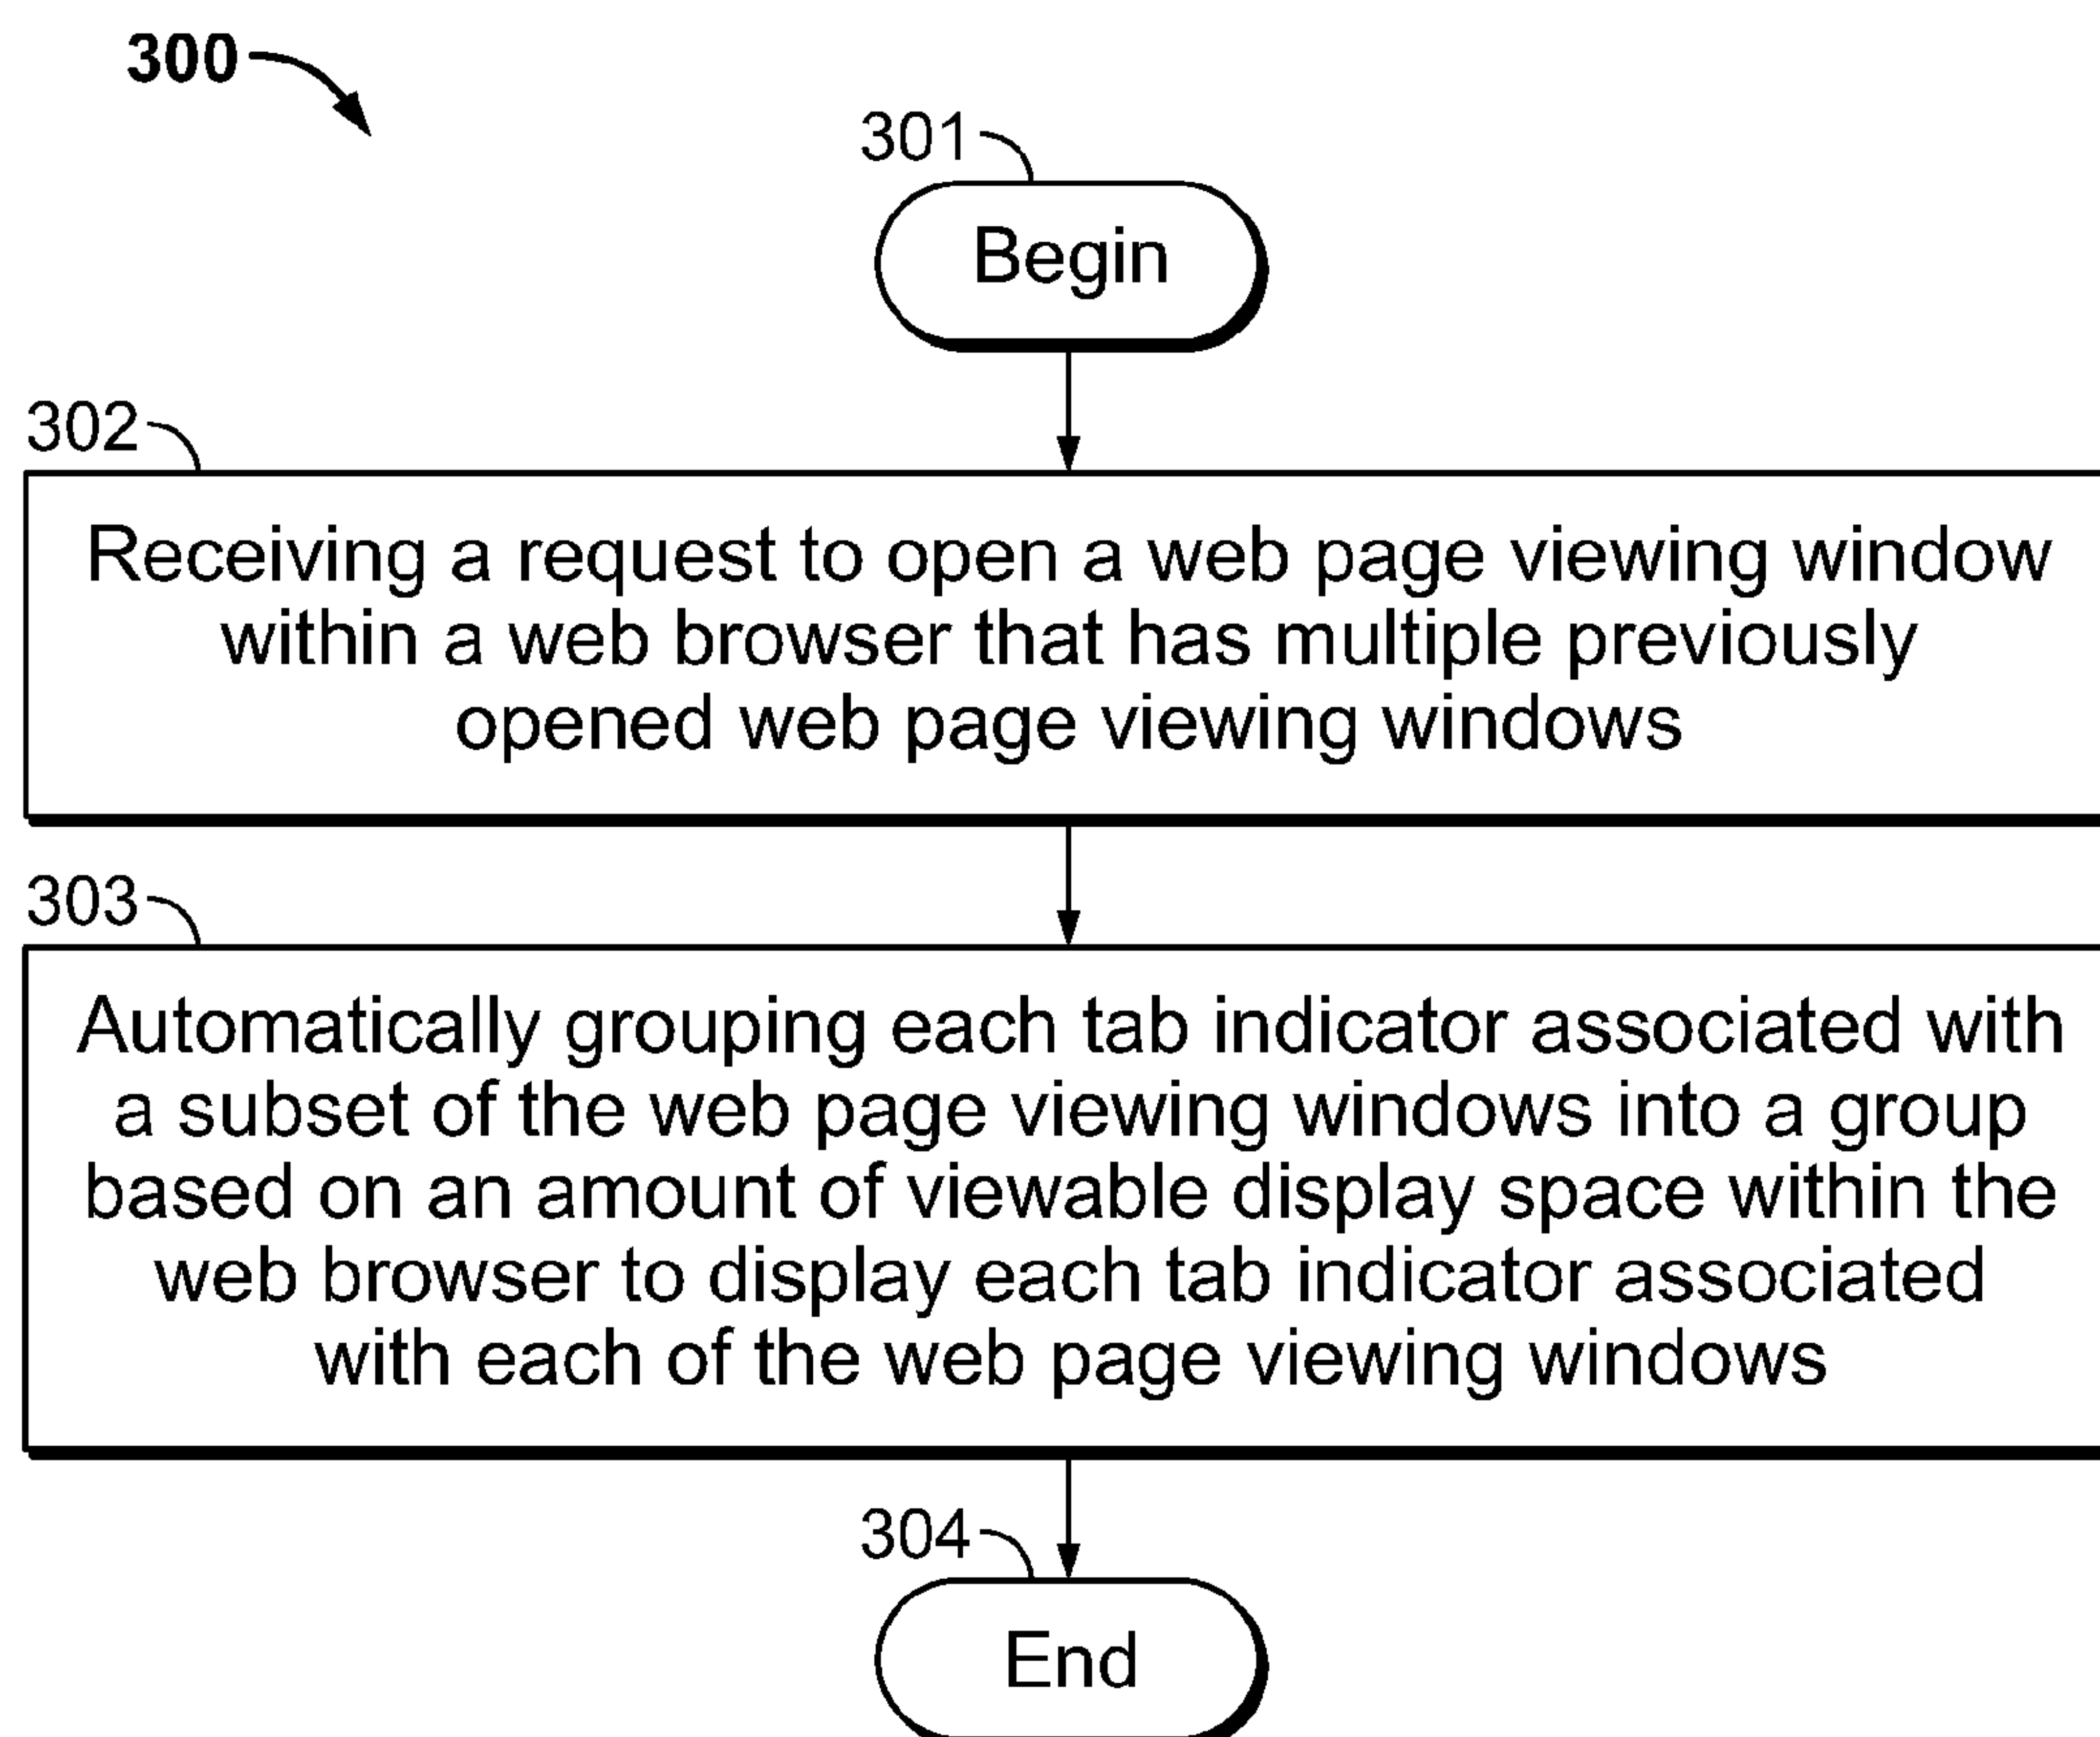 300
301
Begin
302
Receiving a request to open a web page viewing window
within a web browser that has multiple previously
opened web page viewing windows
303
Automatically grouping each tab indicator associated with
a subset of the web page viewing windows into a group
based on an amount of viewable display space within the
web browser to display each tab indicator associated
with each of the web page viewing windows
304
End